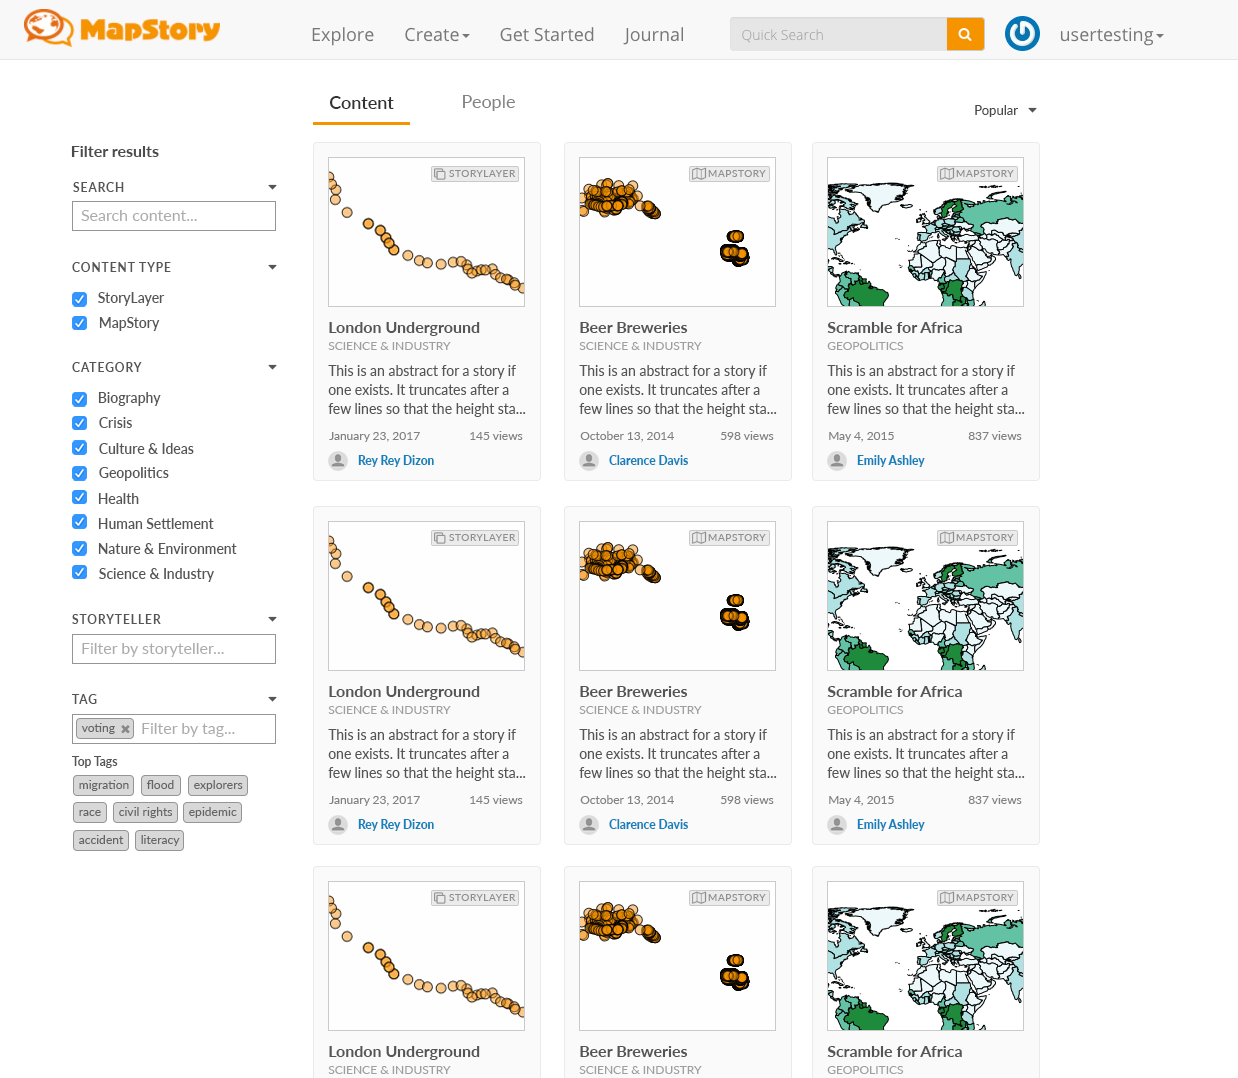 MapStory
Explore
Create
Get Started
Journal
Quick Search
usertesting
Content
People
Popular
Filter results
SEARCH
Search content...
CONTENT TYPE
StoryLayer
MapStory
CATEGORY
Biography
Crisis
Culture & Ideas
Geopolitics
Health
Human Settlement
Nature & Environment
Science & Industry
STORYTELLER
Filter by storyteller...
TAG
voting
Filter by tag...
Top Tags
migration flood explorers
race civil rights epidemic
accident literacy
STORYLAYER
London Underground
SCIENCE & INDUSTRY
This is an abstract for a story if
one exists. It truncates after a
few lines so that the height sta...
January 23, 2017 145 views
Rey Rey Dizon
MAPSTORY
Beer Breweries
SCIENCE & INDUSTRY
This is an abstract for a story if
one exists. It truncates after a
few lines so that the height sta...
October 13, 2014 598 views
Clarence Davis
MAPSTORY
Scramble for Africa
GEOPOLITICS
This is an abstract for a story if
one exists. It truncates after a
few lines so that the height sta...
May 4, 2015 837 views
Emily Ashley
STORYLAYER
London Underground
SCIENCE & INDUSTRY
This is an abstract for a story if
one exists. It truncates after a
few lines so that the height sta...
January 23, 2017 145 views
Rey Rey Dizon
MAPSTORY
Beer Breweries
SCIENCE & INDUSTRY
This is an abstract for a story if
one exists. It truncates after a
few lines so that the height sta...
October 13, 2014 598 views
Clarence Davis
MAPSTORY
Scramble for Africa
GEOPOLITICS
This is an abstract for a story if
one exists. It truncates after a
few lines so that the height sta...
May 4, 2015 837 views
Emily Ashley
STORYLAYER
London Underground
SCIENCE & INDUSTRY
MAPSTORY
Beer Breweries
SCIENCE & INDUSTRY
MAPSTORY
Scramble for Africa
GEOPOLITICS